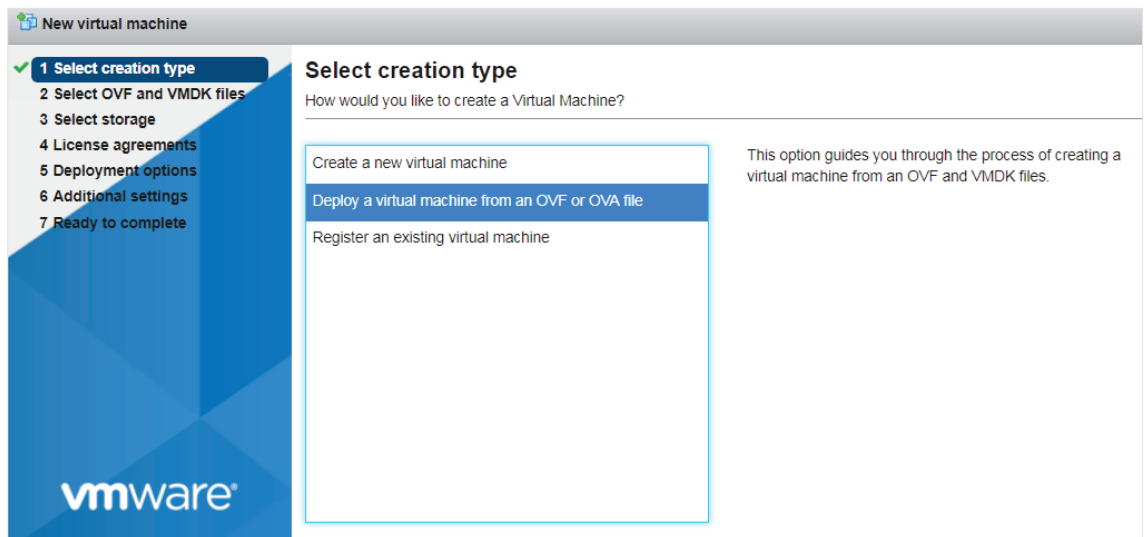 New virtual machine
1 Select creation type
2 Select OVF and VMDK files
3 Select storage
4 License agreements
5 Deployment options
6 Additional settings
7 Ready to complete
vmware®
Select creation type
How would you like to create a Virtual Machine?
Create a new virtual machine
Deploy a virtual machine from an OVF or OVA file
Register an existing virtual machine
This option guides you through the process of creating a
virtual machine from an OVF and VMDK files.